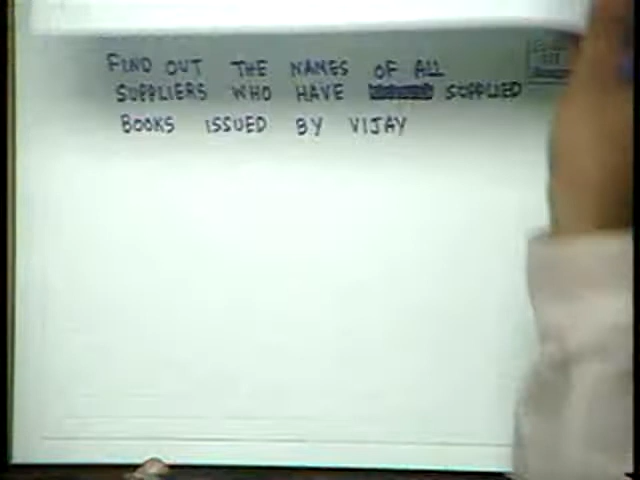 FIND OUT THE NAMES OF ALL
SUPPLIERS WHO HAVE SUPPLIED
BOOKS ISSUED BY VIJAY